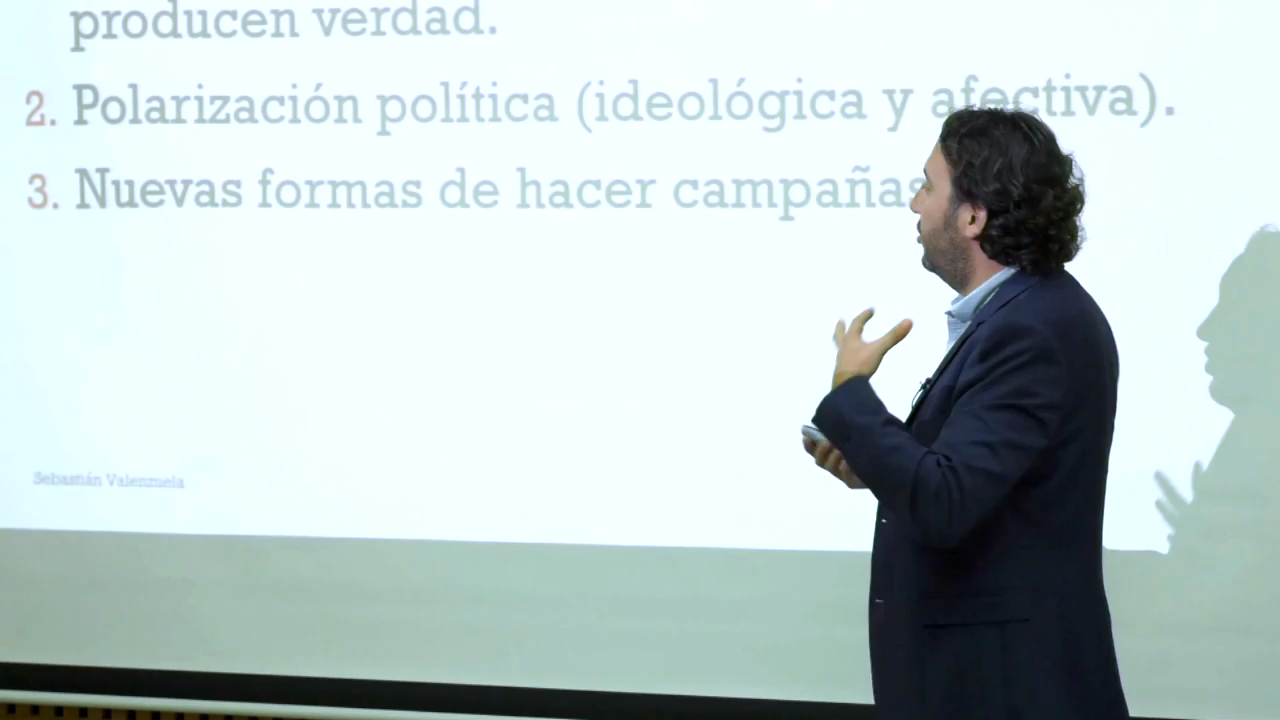 producen verdad.
2. Polarización política (ideológica y afectiva).
3. Nuevas formas de hacer campañas
Sebastián Valenzuela